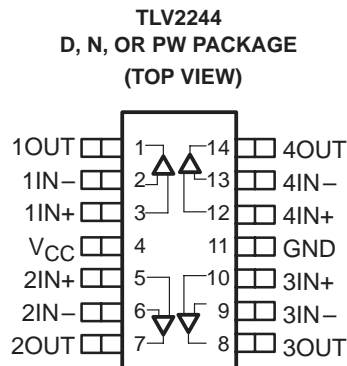 TLV2244
D, N, OR PW PACKAGE
(TOP VIEW)
1OUT 1 14 4OUT
1IN− 2 13 4IN−
1IN+ 3 12 4IN+
VCC 4 11 GND
2IN+ 5 10 3IN+
2IN− 6 9 3IN−
2OUT 7 8 3OUT